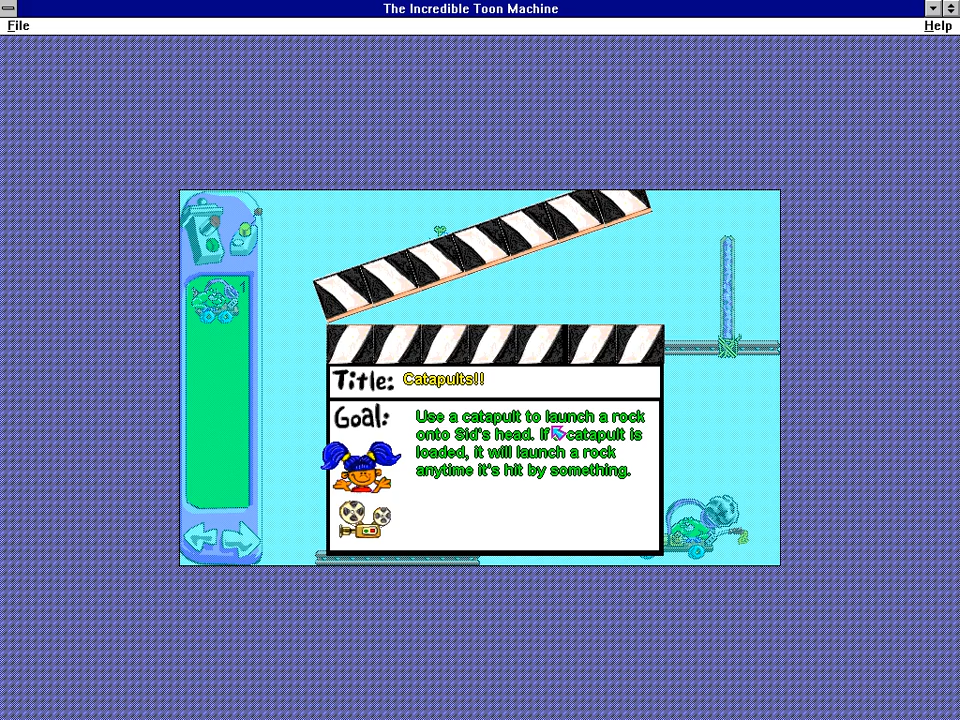 The Incredible Toon Machine
File Help
1
Title: Catapults!!
Goal: Use a catapult to launch a rock
onto Sid's head. If catapult is
loaded, it will launch a rock
anytime it's hit by something.